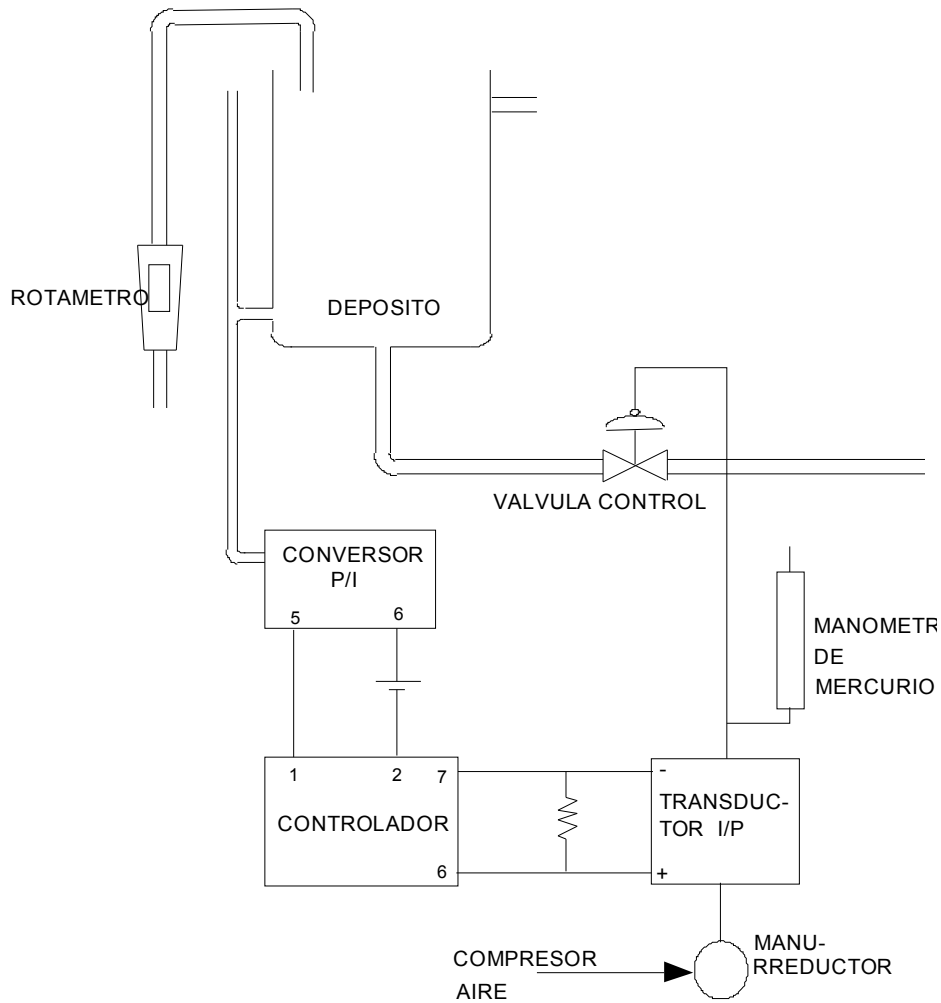 ROTAMETRO
DEPOSITO
VALVULA CONTROL
CONVERSOR
P/I
5 6
MANOMETR
DE
MERCURIO
1 2 7
CONTROLADOR
6
-
TRANSDUC-
TOR I/P
+
COMPRESOR
AIRE
MANU-
RREDUCTOR